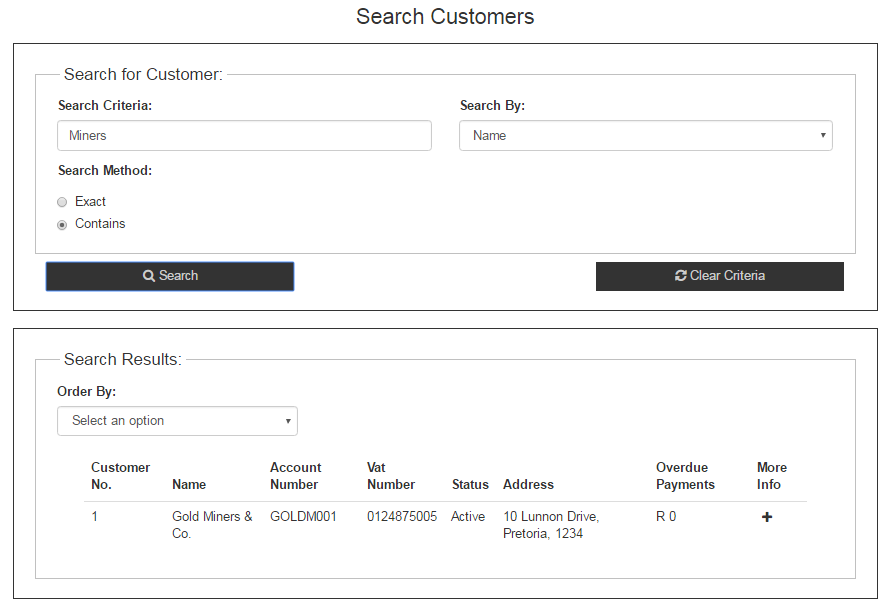 Search Customers
Search for Customer:
Search Criteria:
Search By:
Miners
Name
Search Method:
Exact
Contains
Search
Clear Criteria
Search Results:
Order By:
Select an option
Customer No.
Name
Account Number
Vat Number
Status
Address
Overdue Payments
More Info
1
Gold Miners & Co.
GOLDM001
0124875005
Active
10 Lunnon Drive,
Pretoria, 1234
R 0